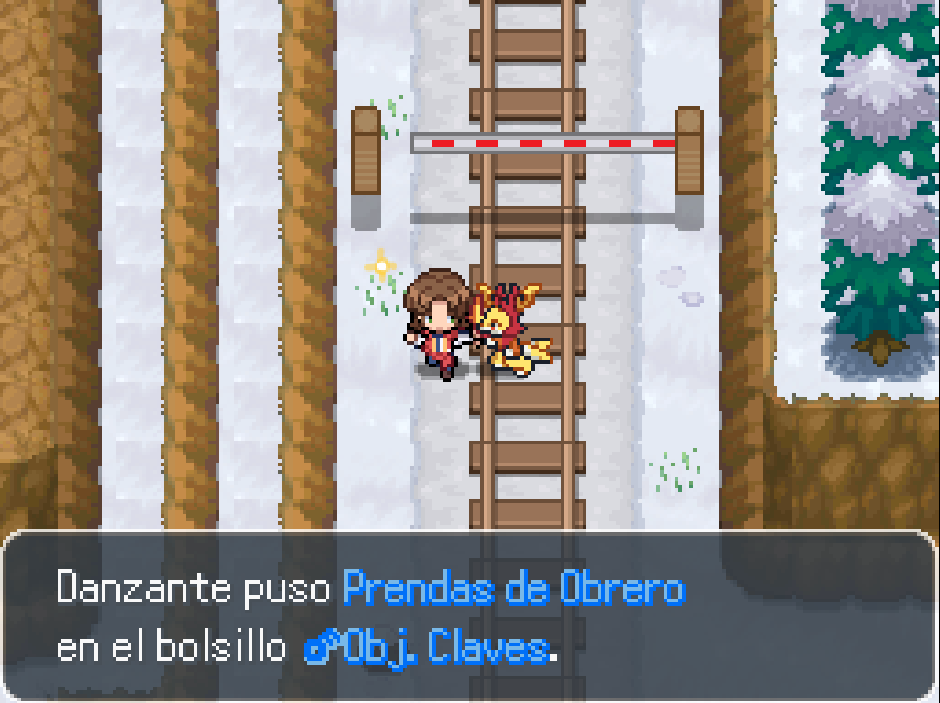 Danzante puso Prendas de Obrero
en el bolsillo Obj. Claves.